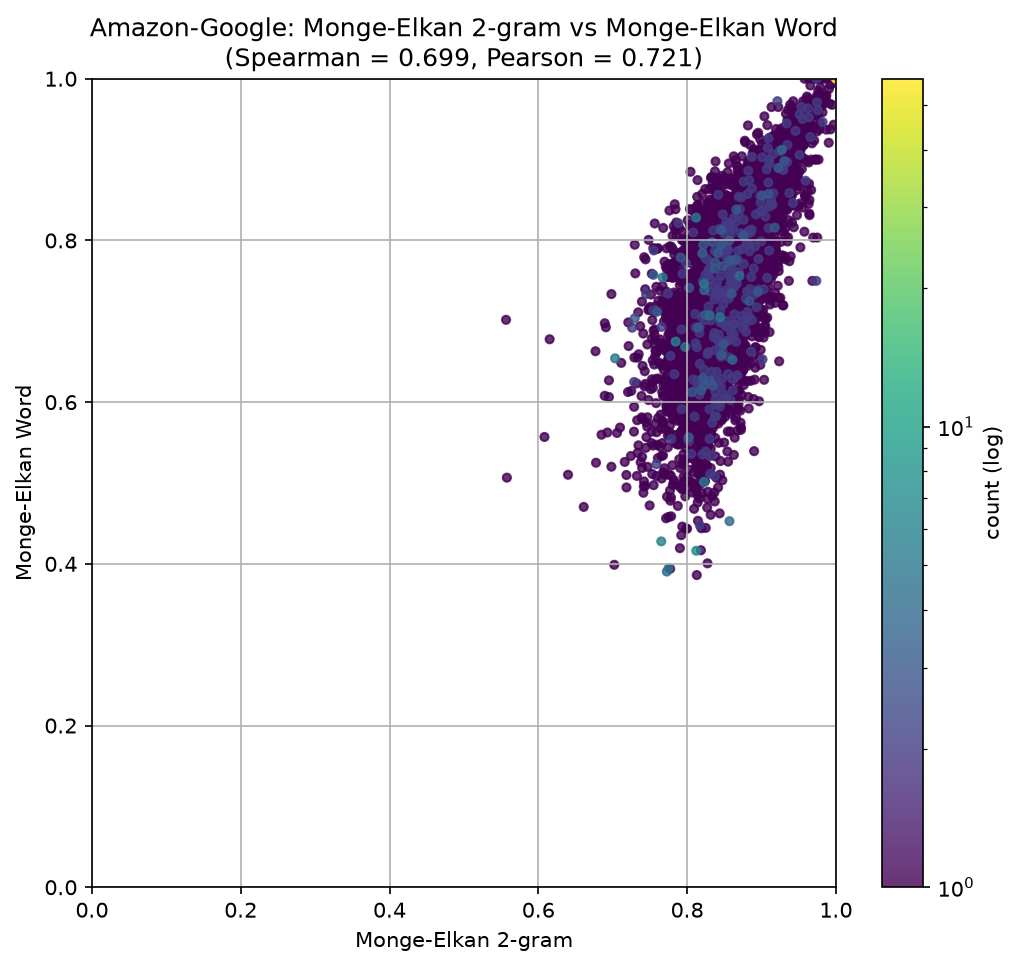 Amazon-Google: Monge-Elkan 2-gram vs Monge-Elkan Word
(Spearman = 0.699, Pearson = 0.721)
1.0
0.8
0.6
0.4
0.2
0.0
Monge-Elkan Word
0.0 0.2 0.4 0.6 0.8 1.0
Monge-Elkan 2-gram
10¹
10⁰
count (log)